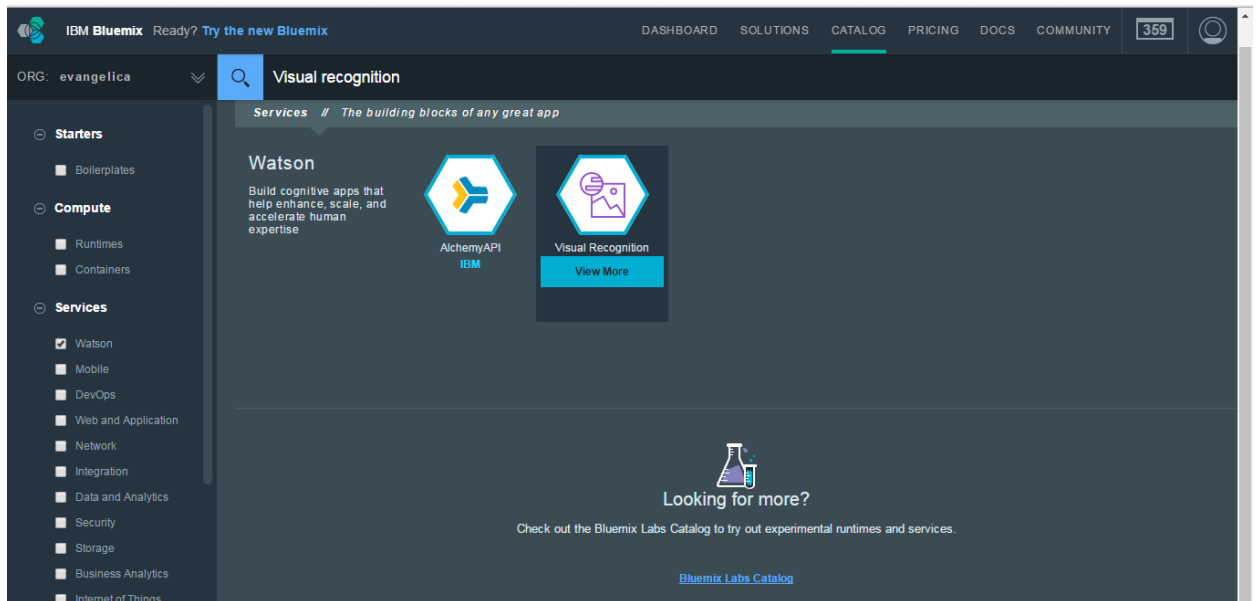 IBM Bluemix Ready? Try the new Bluemix
DASHBOARD SOLUTIONS CATALOG PRICING DOCS COMMUNITY 359
ORG: evangelica
Visual recognition
Starters
Boilerplates
Compute
Runtimes
Containers
Services
Watson
Mobile
DevOps
Web and Application
Network
Integration
Data and Analytics
Security
Storage
Business Analytics
Internet of Things
Services // The building blocks of any great app
Watson
Build cognitive apps that
help enhance, scale, and
accelerate human
expertise
AlchemyAPI
IBM
Visual Recognition
View More
Looking for more?
Check out the Bluemix Labs Catalog to try out experimental runtimes and services.
Bluemix Labs Catalog